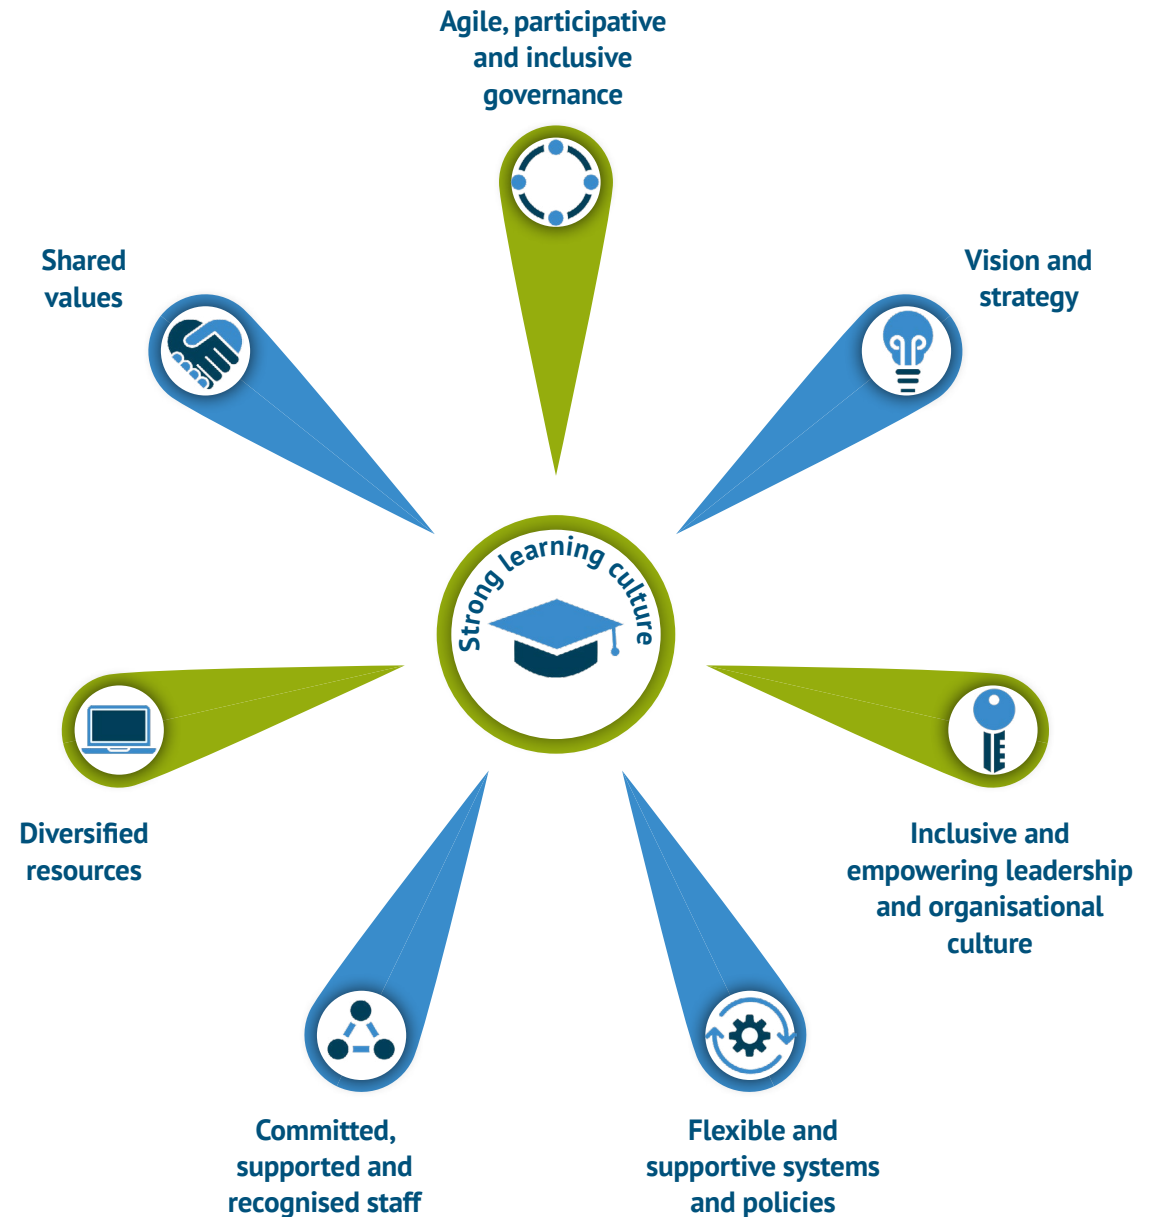 Agile, participative
and inclusive
governance
Shared
values
Vision and
strategy
Strong learning culture
Diversified
resources
Inclusive and
empowering leadership
and organisational
culture
Committed,
supported and
recognised staff
Flexible and
supportive systems
and policies